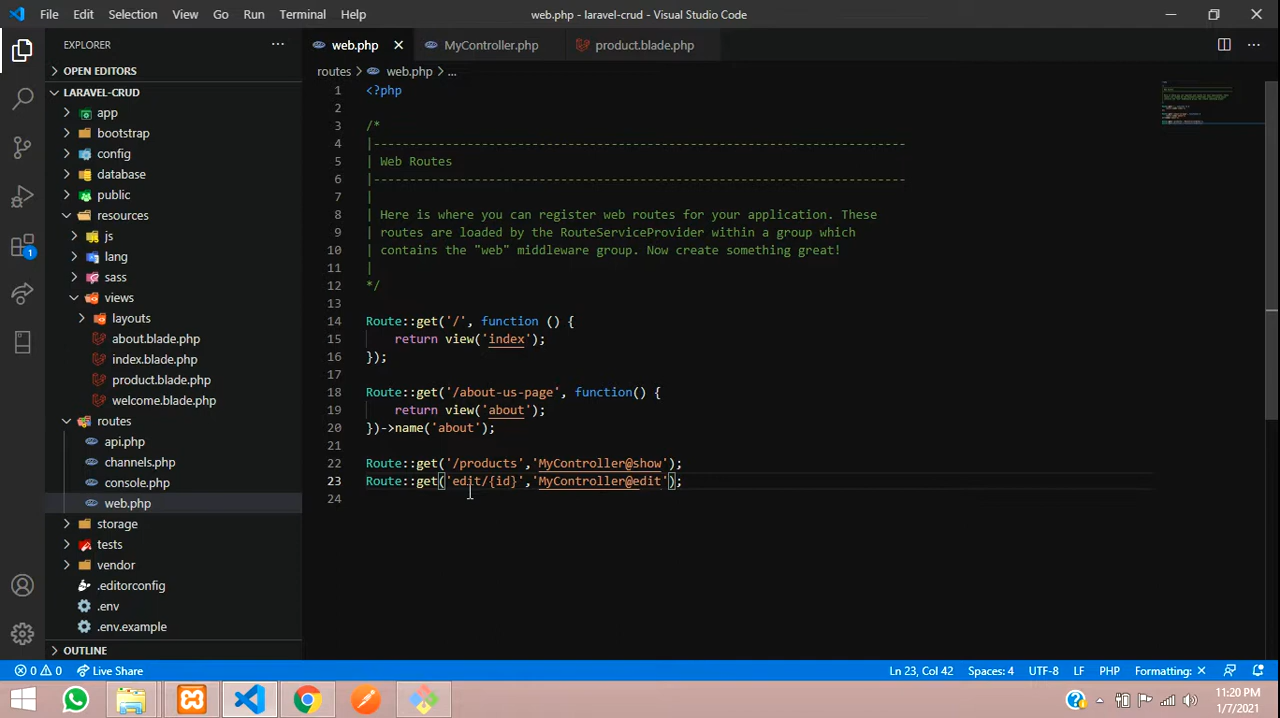 File Edit Selection View Go Run Terminal Help web.php - laravel-crud - Visual Studio Code
EXPLORER ··· web.php MyController.php product.blade.php ···
OPEN EDITORS routes > web.php > ...
LARAVEL-CRUD
app
bootstrap
config
database
public
resources
js
lang
sass
views
layouts
about.blade.php
index.blade.php
product.blade.php
welcome.blade.php
routes
api.php
channels.php
console.php
web.php
storage
tests
vendor
.editorconfig
.env
.env.example
OUTLINE
1
1 <?php
2
3 /*
4 |--------------------------------------------------------------------------
5 | Web Routes
6 |--------------------------------------------------------------------------
7 |
8 | Here is where you can register web routes for your application. These
9 | routes are loaded by the RouteServiceProvider within a group which
10 | contains the "web" middleware group. Now create something great!
11 |
12 */
13
14 Route::get('/', function () {
15 return view('index');
16 });
17
18 Route::get('/about-us-page', function() {
19 return view('about');
20 })->name('about');
21
22 Route::get('/products','MyController@show');
23 Route::get('edit/{id}','MyController@edit');
24
0 0 Live Share Ln 23, Col 42 Spaces: 4 UTF-8 LF PHP Formatting:
11:20 PM
1/7/2021